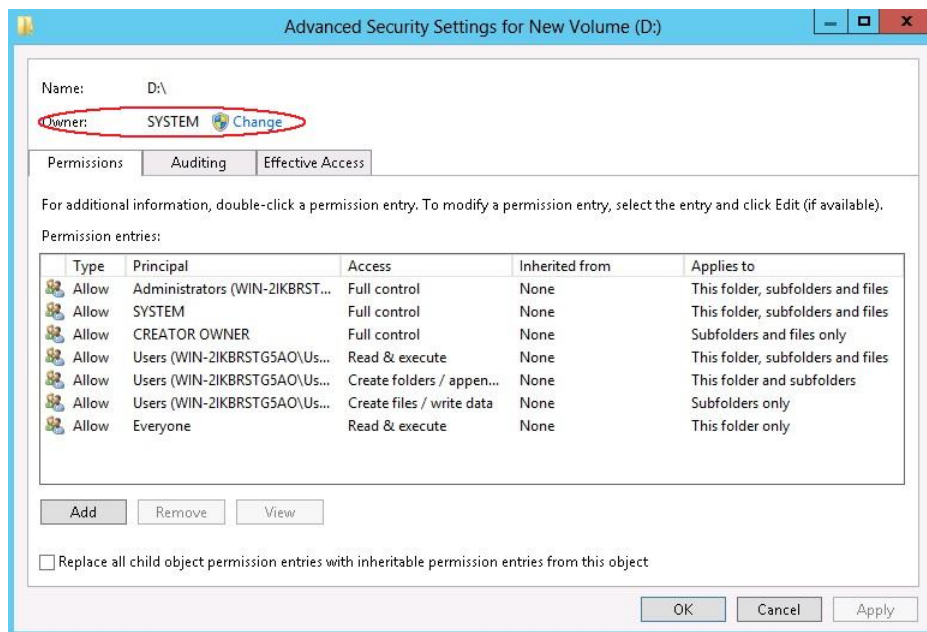 Advanced Security Settings for New Volume (D:)
Name: D:\
Owner: SYSTEM Change
Permissions Auditing Effective Access
For additional information, double-click a permission entry. To modify a permission entry, select the entry and click Edit (if available).
Permission entries:
Type Principal Access Inherited from Applies to
Allow Administrators (WIN-2IKBRST... Full control None This folder, subfolders and files
Allow SYSTEM Full control None This folder, subfolders and files
Allow CREATOR OWNER Full control None Subfolders and files only
Allow Users (WIN-2IKBRSTG5AO\Us... Read & execute None This folder, subfolders and files
Allow Users (WIN-2IKBRSTG5AO\Us... Create folders / appen... None This folder and subfolders
Allow Users (WIN-2IKBRSTG5AO\Us... Create files / write data None Subfolders only
Allow Everyone Read & execute None This folder only
Add Remove View
Replace all child object permission entries with inheritable permission entries from this object
OK Cancel Apply